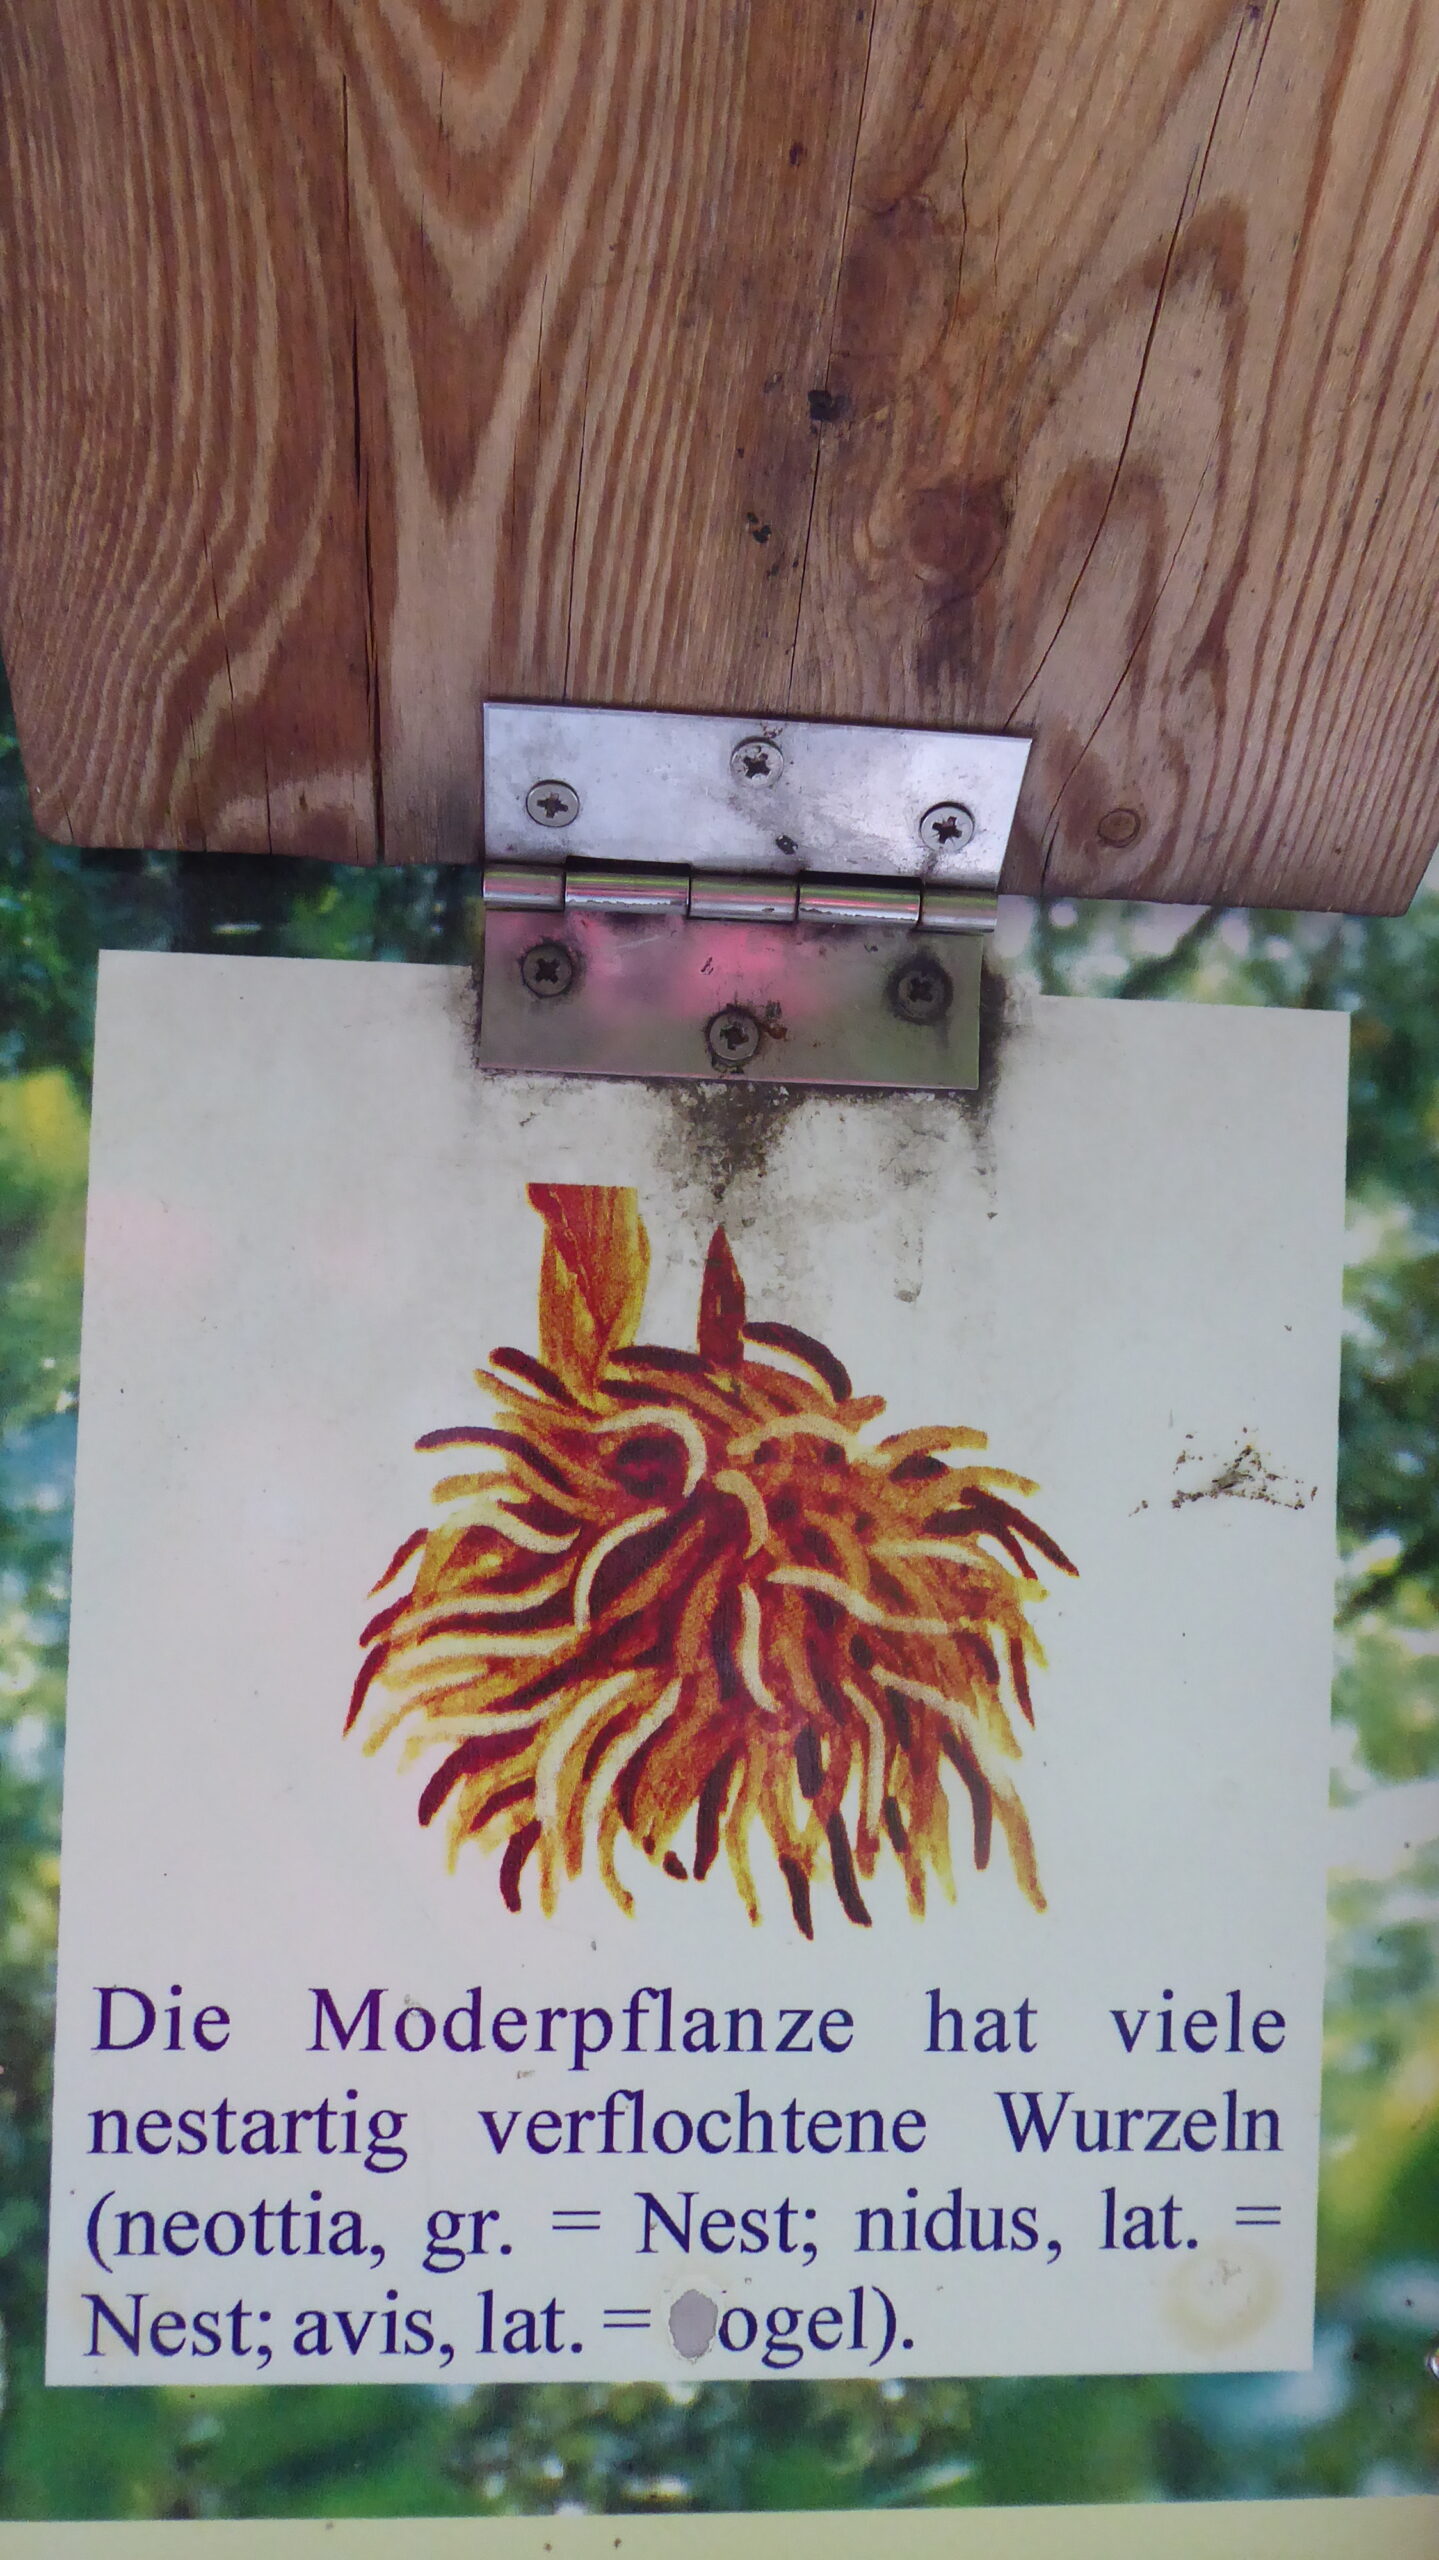 Die Moderpflanze hat viele
nestartig verflochtene Wurzeln
(neottia, gr. = Nest; nidus, lat. =
Nest; avis, lat. = ogel).